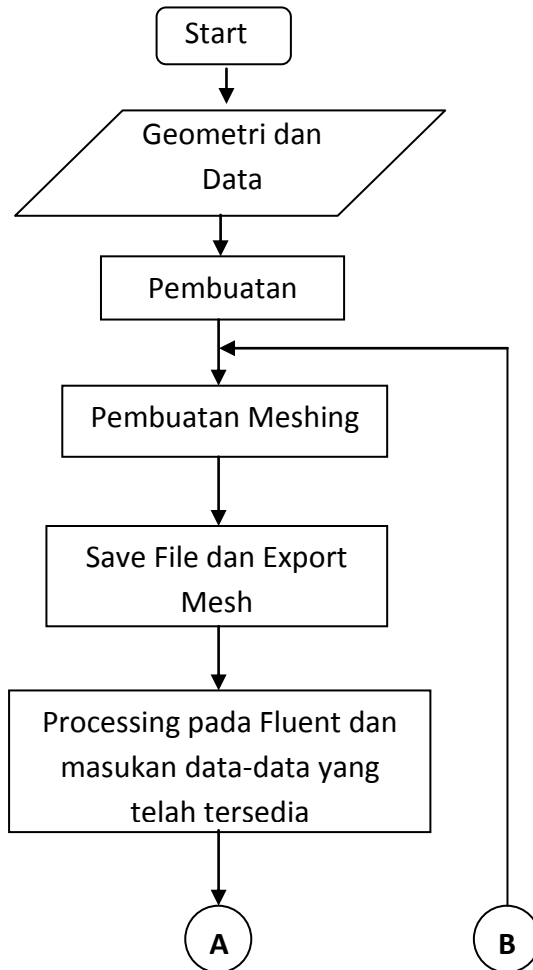 Start
Geometri dan
Data
Pembuatan
Pembuatan Meshing
Save File dan Export
Mesh
Processing pada Fluent dan
masukan data-data yang
telah tersedia
A
B